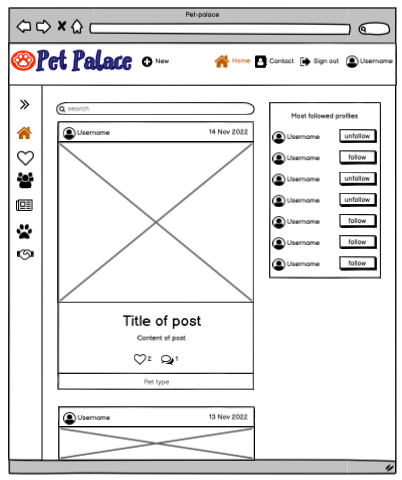 Pet-palace
Pet Palace
New
Home
Contact
Sign out
Username
search
Username
14 Nov 2022
Title of post
Content of post
2
1
Pet type
Username
13 Nov 2022
Most followed profiles
Username unfollow
Username follow
Username unfollow
Username unfollow
Username follow
Username follow
Username follow